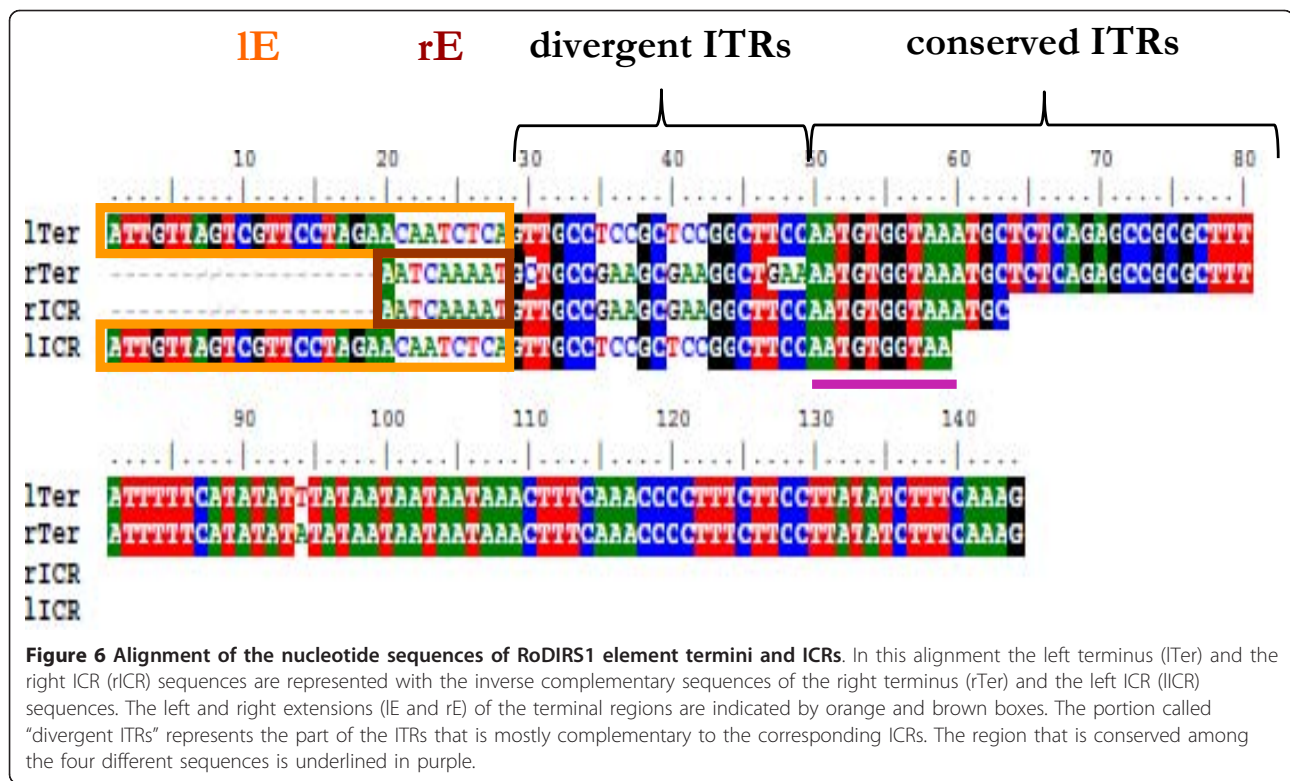 lE rE divergent ITRs conserved ITRs
10 20 30 40 50 60 70 80
lTer ATTGTTAGTCGTTCCTAGAACAATCTCAGTTGCCTCCGCTCCGGCTTCCAATGTGGTAAATGCTCTCAGAGCCGCGCTTT
rTer -------------------AATCAAAATGCTGCCGAAGCGAAGGCTGAAAATGTGGTAAATGCTCTCAGAGCCGCGCTTT
rICR -------------------AATCAAAATGTTGCCGAAGCGAAGGCTTCCAATGTGGTAAATGC
lICR ATTGTTAGTCGTTCCTAGAACAATCTCAGTTGCCTCCGCTCCGGCTTCCAATGTGGTAA
90 100 110 120 130 140
lTer ATTTTTCATATATTTATAATAATAATAAACTTTCAAACCCCTTTCTTCCTTATATCTTTCAAAG
rTer ATTTTTCATATATATATAATAATAATAAACTTTCAAACCCCTTTCTTCCTTATATCTTTCAAAG
rICR
lICR
Figure 6 Alignment of the nucleotide sequences of RoDIRS1 element termini and ICRs. In this alignment the left terminus (lTer) and the
right ICR (rICR) sequences are represented with the inverse complementary sequences of the right terminus (rTer) and the left ICR (lICR)
sequences. The left and right extensions (lE and rE) of the terminal regions are indicated by orange and brown boxes. The portion called
"divergent ITRs" represents the part of the ITRs that is mostly complementary to the corresponding ICRs. The region that is conserved among
the four different sequences is underlined in purple.